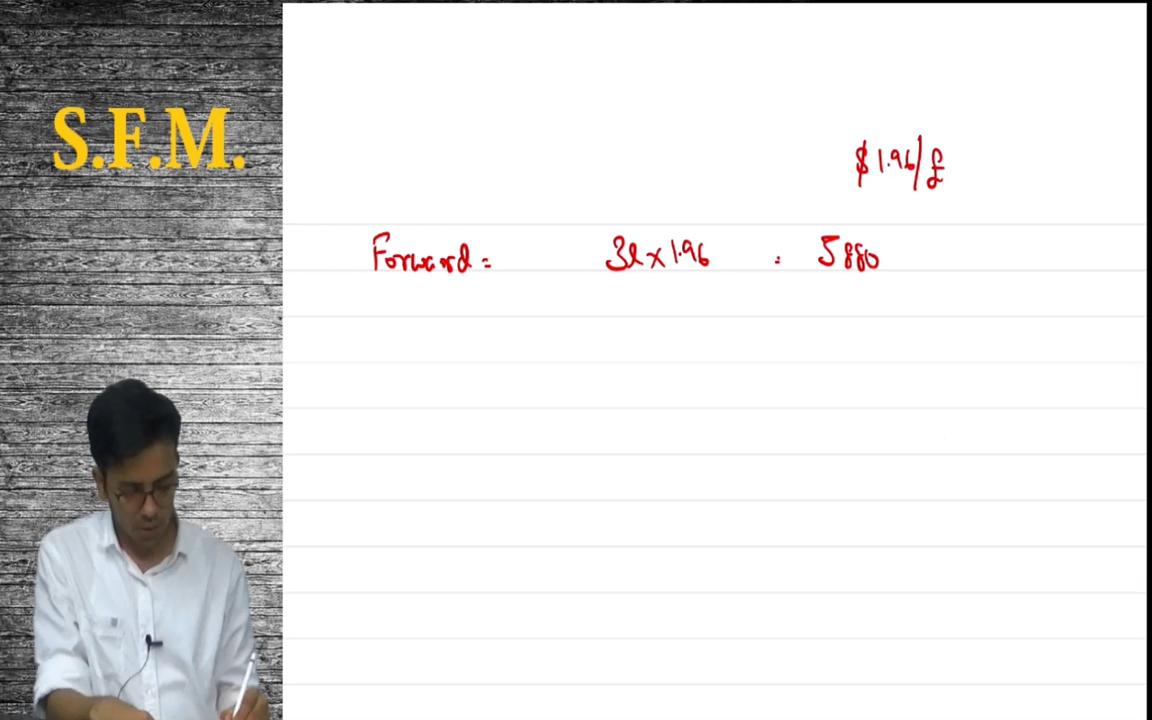 S.F.M.
$1.96/£
Forward = 3l x 1.96 = 5880